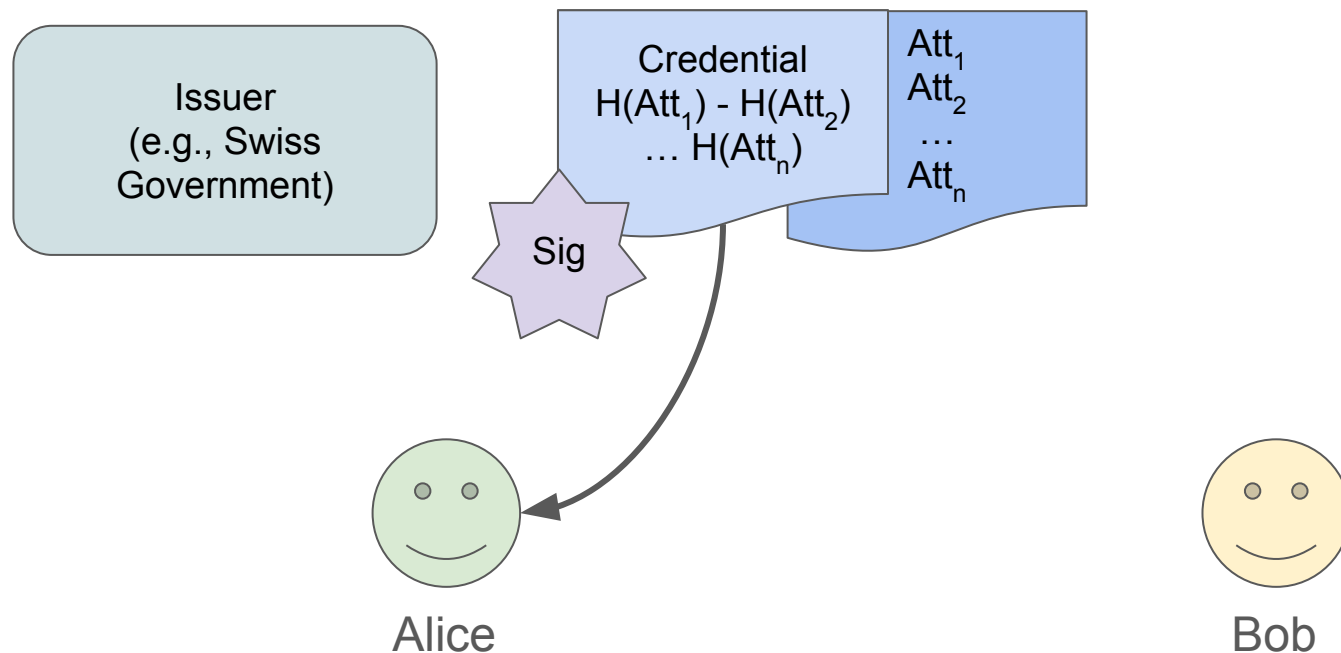 Issuer
(e.g., Swiss
Government)
Credential
H(Att₁) - H(Att₂)
… H(Attₙ)
Att₁
Att₂
…
Attₙ
Sig
Alice
Bob